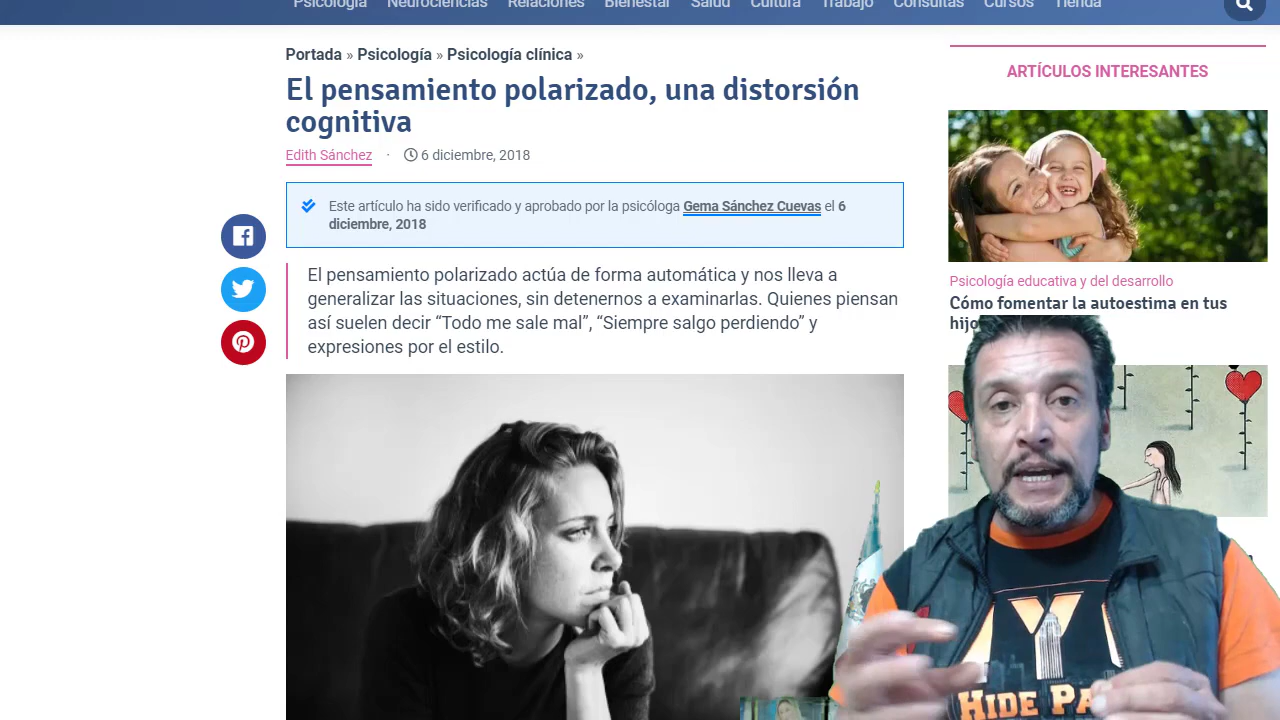 Psicología Neurociencias Relaciones Bienestar Salud Cultura Trabajo Consultas Cursos Tienda
Portada » Psicología » Psicología clínica »
El pensamiento polarizado, una distorsión
cognitiva
Edith Sánchez · 6 diciembre, 2018
Este artículo ha sido verificado y aprobado por la psicóloga Gema Sánchez Cuevas el 6
diciembre, 2018
El pensamiento polarizado actúa de forma automática y nos lleva a
generalizar las situaciones, sin detenernos a examinarlas. Quienes piensan
así suelen decir “Todo me sale mal”, “Siempre salgo perdiendo” y
expresiones por el estilo.
ARTÍCULOS INTERESANTES
Psicología educativa y del desarrollo
Cómo fomentar la autoestima en tus
hijo
HIDE PA